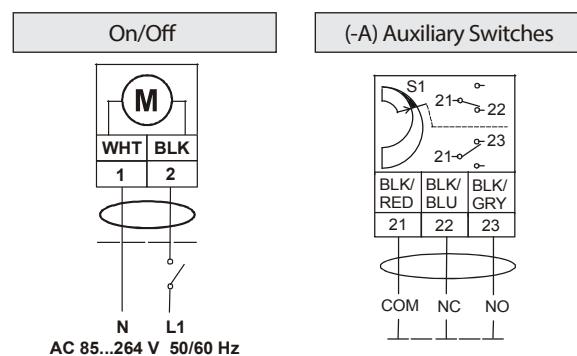 On/Off
M
WHT BLK
1 2
N L1
AC 85...264 V 50/60 Hz
(-A) Auxiliary Switches
S1
21 22
23
21
BLK/ BLK/ BLK/
RED BLU GRY
21 22 23
COM NC NO